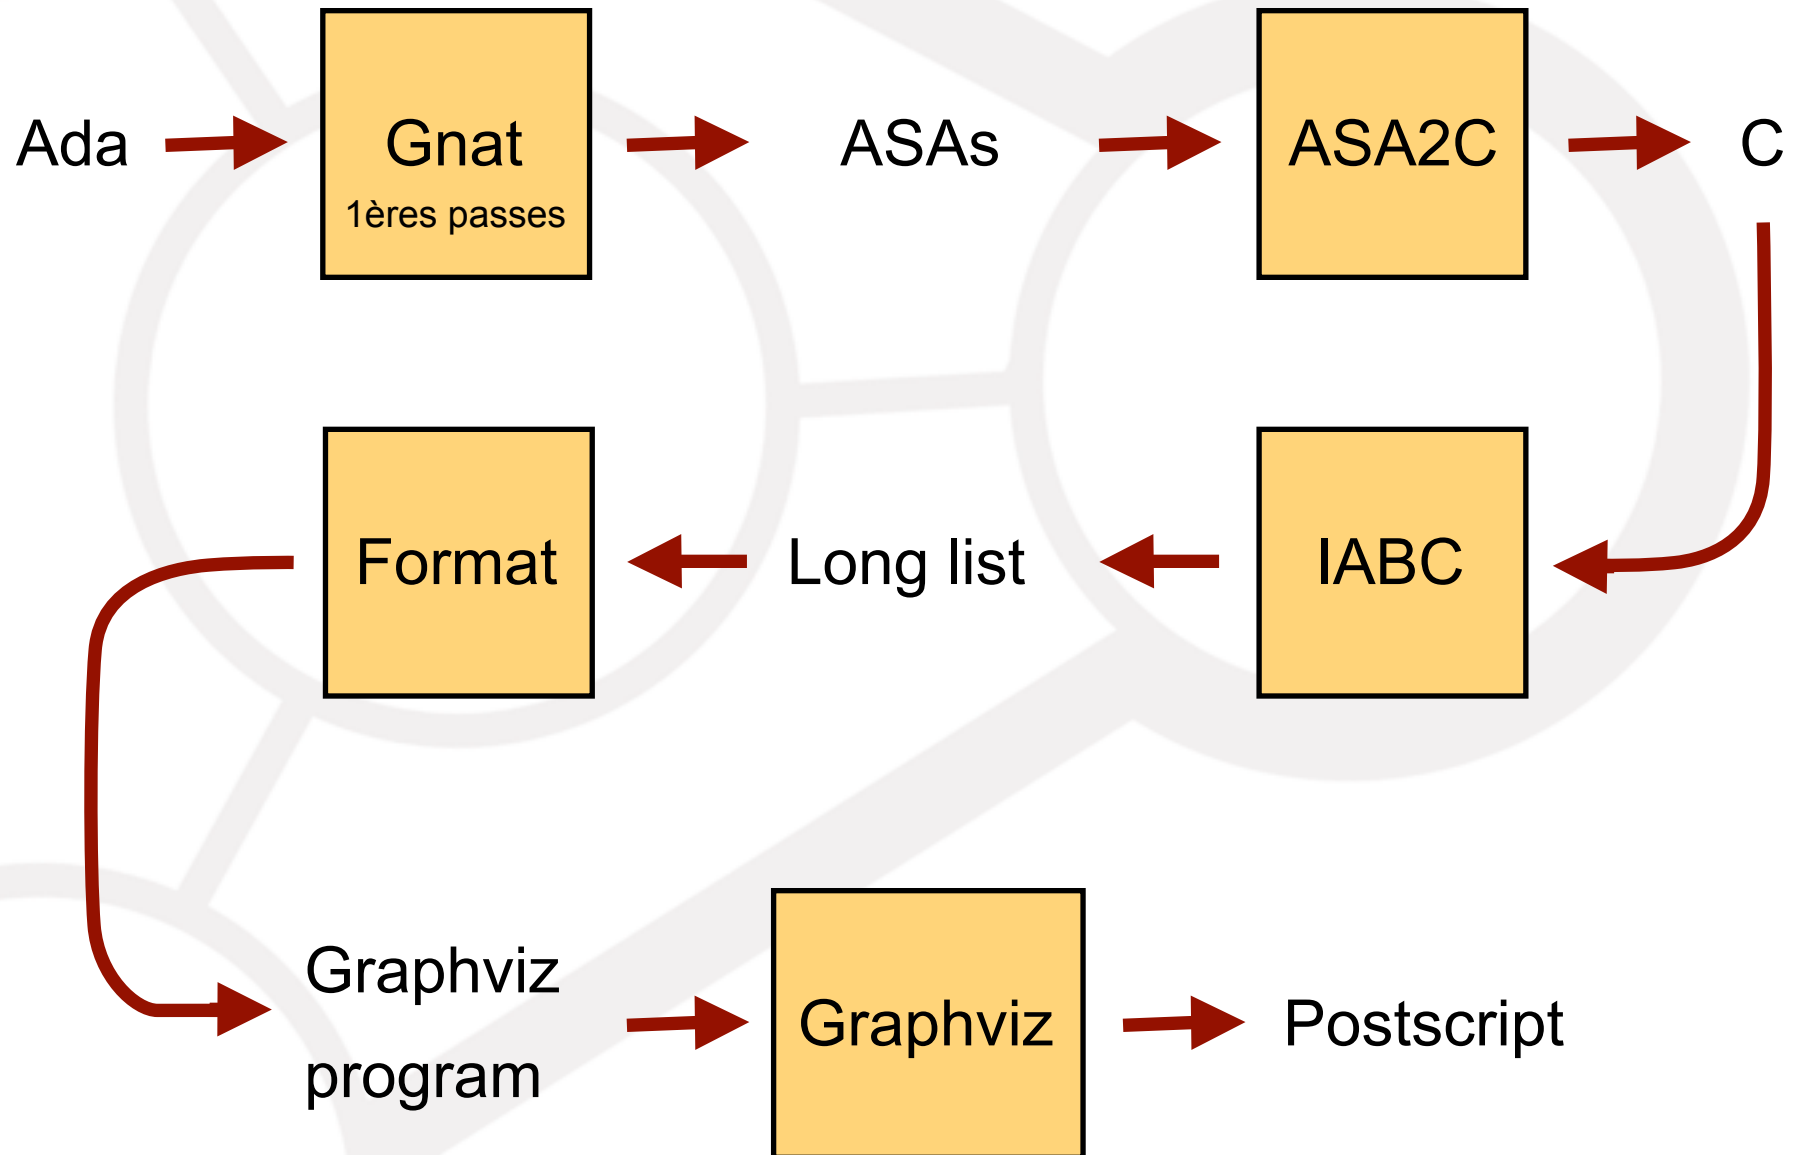 Ada
Gnat
1ères passes
ASAs
ASA2C
C
IABC
Long list
Format
Graphviz
program
Graphviz
Postscript